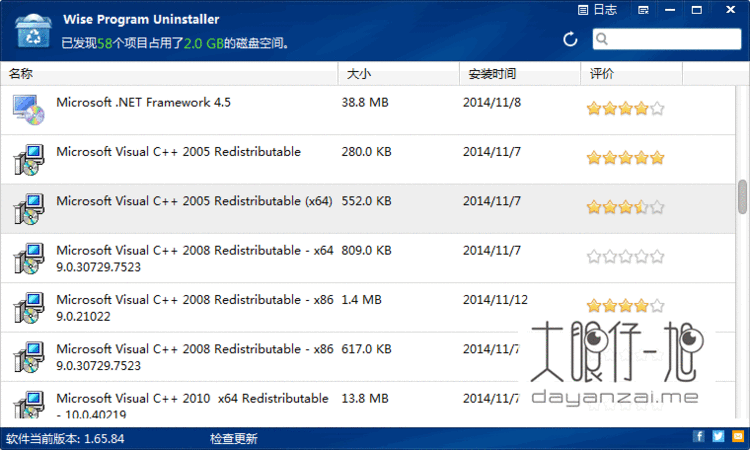 Wise Program Uninstaller
日志
已发现58个项目占用了2.0 GB的磁盘空间。
名称 大小 安装时间 评价
Microsoft .NET Framework 4.5 38.8 MB 2014/11/8
Microsoft Visual C++ 2005 Redistributable 280.0 KB 2014/11/7
Microsoft Visual C++ 2005 Redistributable (x64) 552.0 KB 2014/11/7
Microsoft Visual C++ 2008 Redistributable - x64 809.0 KB 2014/11/7
9.0.30729.7523
Microsoft Visual C++ 2008 Redistributable - x86 1.4 MB 2014/11/12
9.0.21022
Microsoft Visual C++ 2008 Redistributable - x86 617.0 KB 2014/11/7
9.0.30729.7523
Microsoft Visual C++ 2010 x64 Redistributable 13.8 MB 2014/11/7
- 10.0.40219
大眼仔~旭
dayanzai.me
软件当前版本: 1.65.84 检查更新